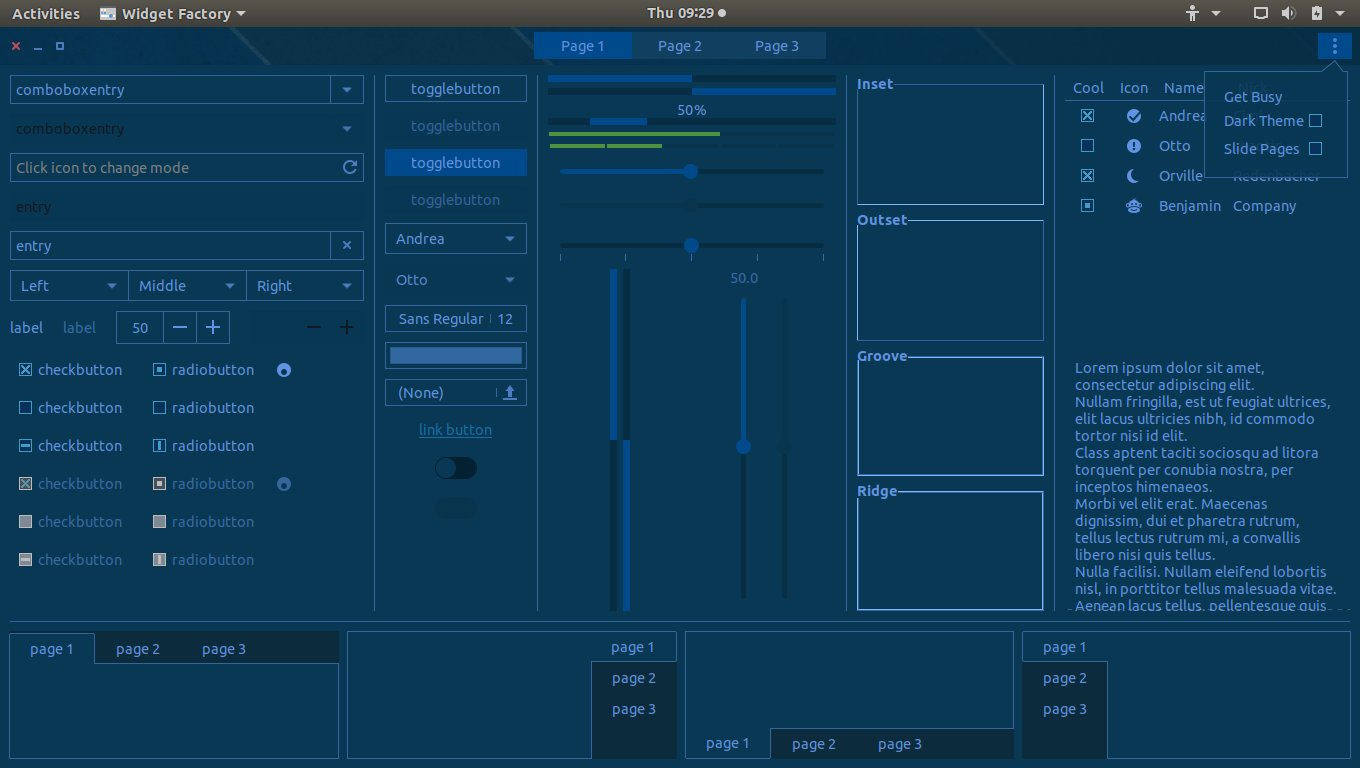 Activities Widget Factory Thu 09:29
Page 1 Page 2 Page 3
comboboxentry
comboboxentry
Click icon to change mode
entry
entry
Left Middle Right
label label 50
checkbutton radiobutton
checkbutton radiobutton
checkbutton radiobutton
checkbutton radiobutton
checkbutton radiobutton
checkbutton radiobutton
togglebutton
togglebutton
togglebutton
togglebutton
Andrea
Otto
Sans Regular 12
(None)
link button
50%
50.0
Inset
Outset
Groove
Ridge
Cool Icon Name
Andrea
Otto
Orville Redenbacher
Benjamin Company
Get Busy
Dark Theme
Slide Pages
Lorem ipsum dolor sit amet,
consectetur adipiscing elit.
Nullam fringilla, est ut feugiat ultrices,
elit lacus ultricies nibh, id commodo
tortor nisi id elit.
Class aptent taciti sociosqu ad litora
torquent per conubia nostra, per
inceptos himenaeos.
Morbi vel elit erat. Maecenas
dignissim, dui et pharetra rutrum,
tellus lectus rutrum mi, a convallis
libero nisi quis tellus.
Nulla facilisi. Nullam eleifend lobortis
nisl, in porttitor tellus malesuada vitae.
Aenean lacus tellus, pellentesque quis
page 1 page 2 page 3
page 1
page 2
page 3
page 1 page 2 page 3
page 1
page 2
page 3